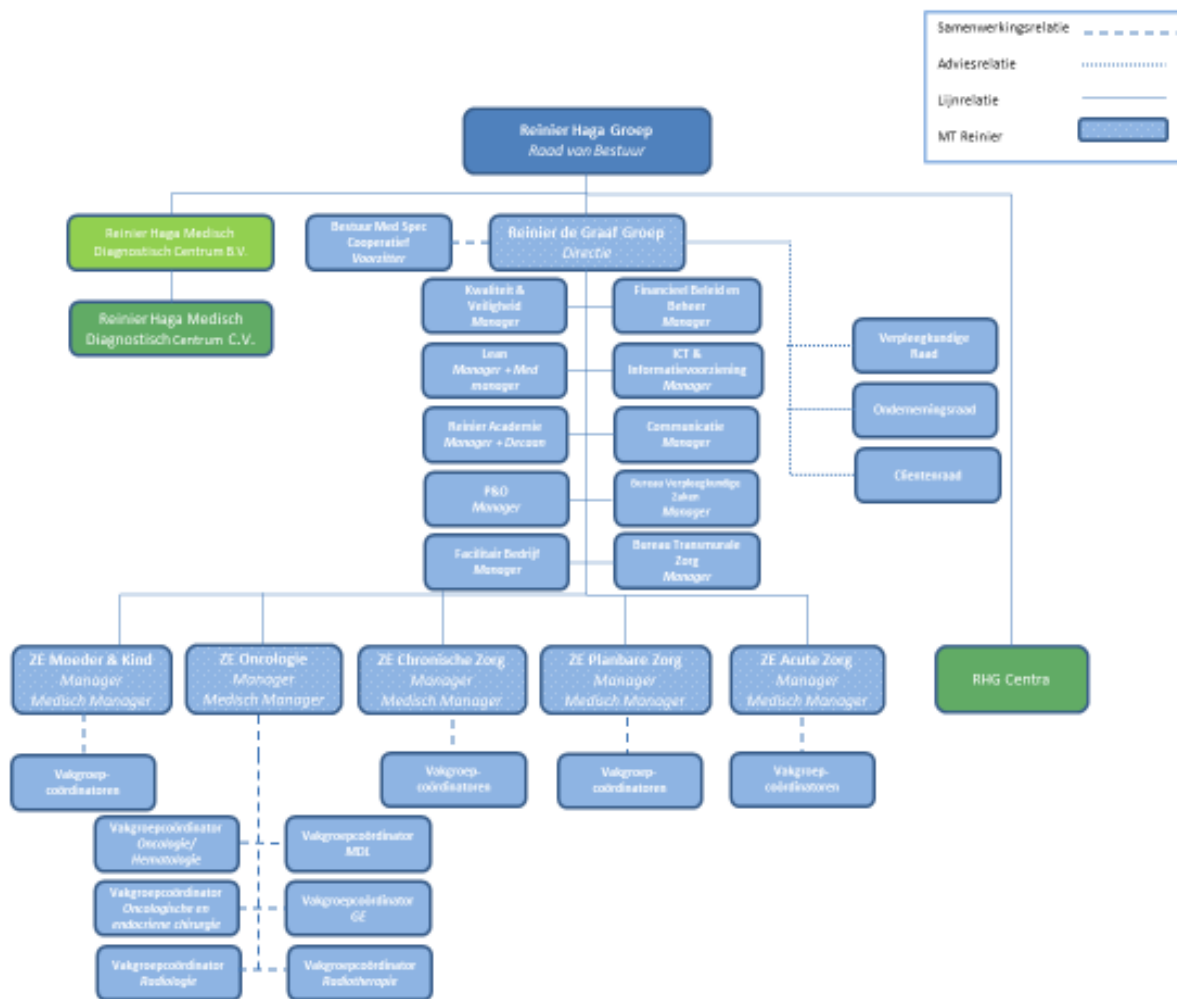 Samenwerkingsrelatie
Adviesrelatie
Lijnrelatie
MT Reinier
Reinier Haga Groep
Raad van Bestuur
Reinier Haga Medisch
Diagnostisch Centrum B.V.
Bestuur Med Spec
Cooperatief
Voorzitter
Reinier de Graaf Groep
Directie
Reinier Haga Medisch
Diagnostisch Centrum C.V.
Kwaliteit &
Veiligheid
Manager
Financieel Beleid en
Beheer
Manager
Lean
Manager + Med
manager
ICT &
Informatievoorziening
Manager
Verpleegkundige
Raad
Reinier Academie
Manager + Decaan
Communicatie
Manager
Ondernemingsraad
P&O
Manager
Bureau Verpleegkundige
Zaken
Manager
Clientenraad
Facilitair Bedrijf
Manager
Bureau Transmurale
Zorg
Manager
ZE Moeder & Kind
Manager
Medisch Manager
ZE Oncologie
Manager
Medisch Manager
ZE Chronische Zorg
Manager
Medisch Manager
ZE Planbare Zorg
Manager
Medisch Manager
ZE Acute Zorg
Manager
Medisch Manager
RHG Centra
Vakgroep-
coördinatoren
Vakgroep-
coördinatoren
Vakgroep-
coördinatoren
Vakgroep-
coördinatoren
Vakgroepcoördinator
Oncologie/
Hematologie
Vakgroepcoördinator
MDL
Vakgroepcoördinator
Oncologische en
endocriene chirurgie
Vakgroepcoördinator
GE
Vakgroepcoördinator
Radiologie
Vakgroepcoördinator
Radiotherapie